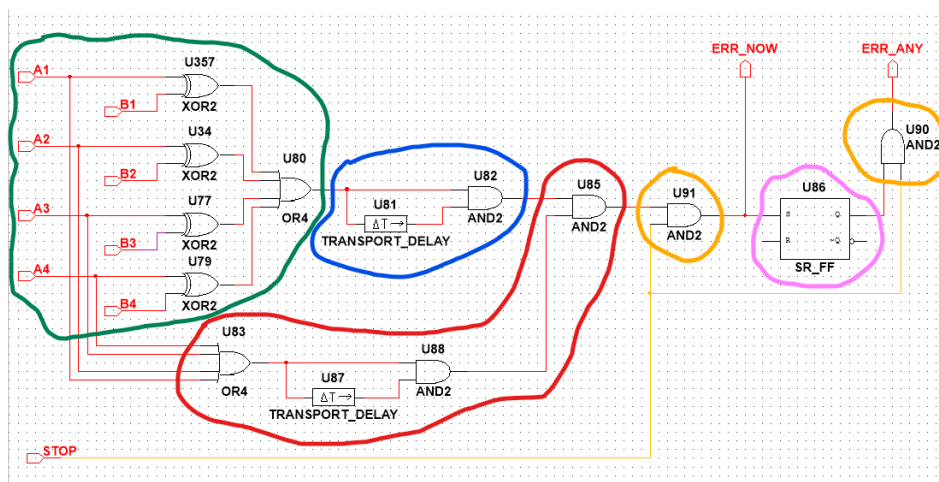 ERR_NOW
ERR_ANY
A1
U357
B1
XOR2
A2
U34
B2
XOR2
U80
OR4
A3
U77
B3
XOR2
A4
U79
B4
XOR2
U81
ΔT
TRANSPORT_DELAY
U82
AND2
U85
AND2
U91
AND2
U86
S
Q
R
~Q
SR_FF
U90
AND2
U83
OR4
U87
ΔT
TRANSPORT_DELAY
U88
AND2
STOP